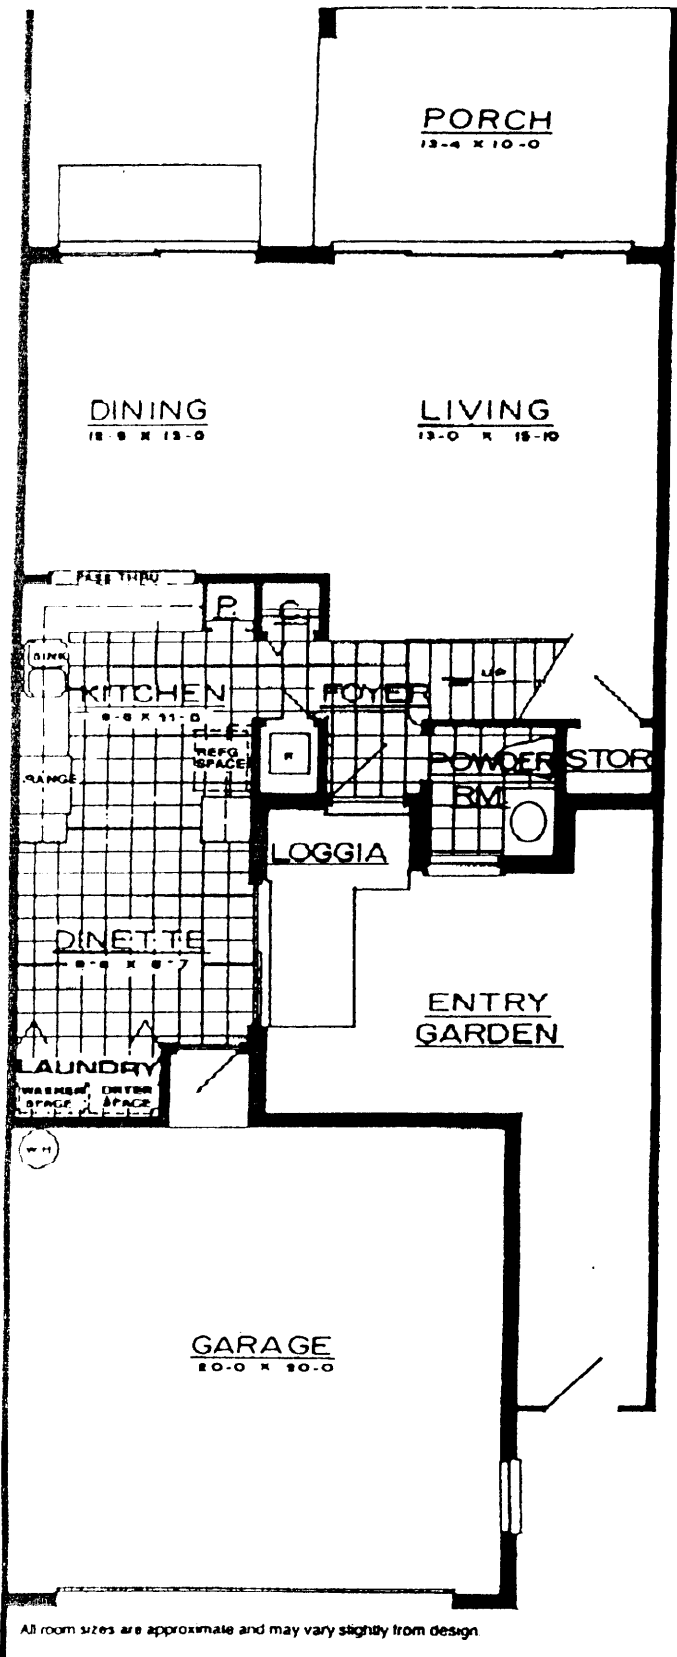 PORCH
13-4 X 10-0
DINING
LIVING
13-0 X 15-10
PASS THRU
P.
C.
SINK
UP
KITCHEN
FOYER
REFG
SPACE
POWDER
RM
STOR
RANGE
LOGGIA
DINETTE
ENTRY
GARDEN
LAUNDRY
WASHER
SPACE
DRYER
SPACE
W H
GARAGE
20-0 X 20-0
All room sizes are approximate and may vary slightly from design.